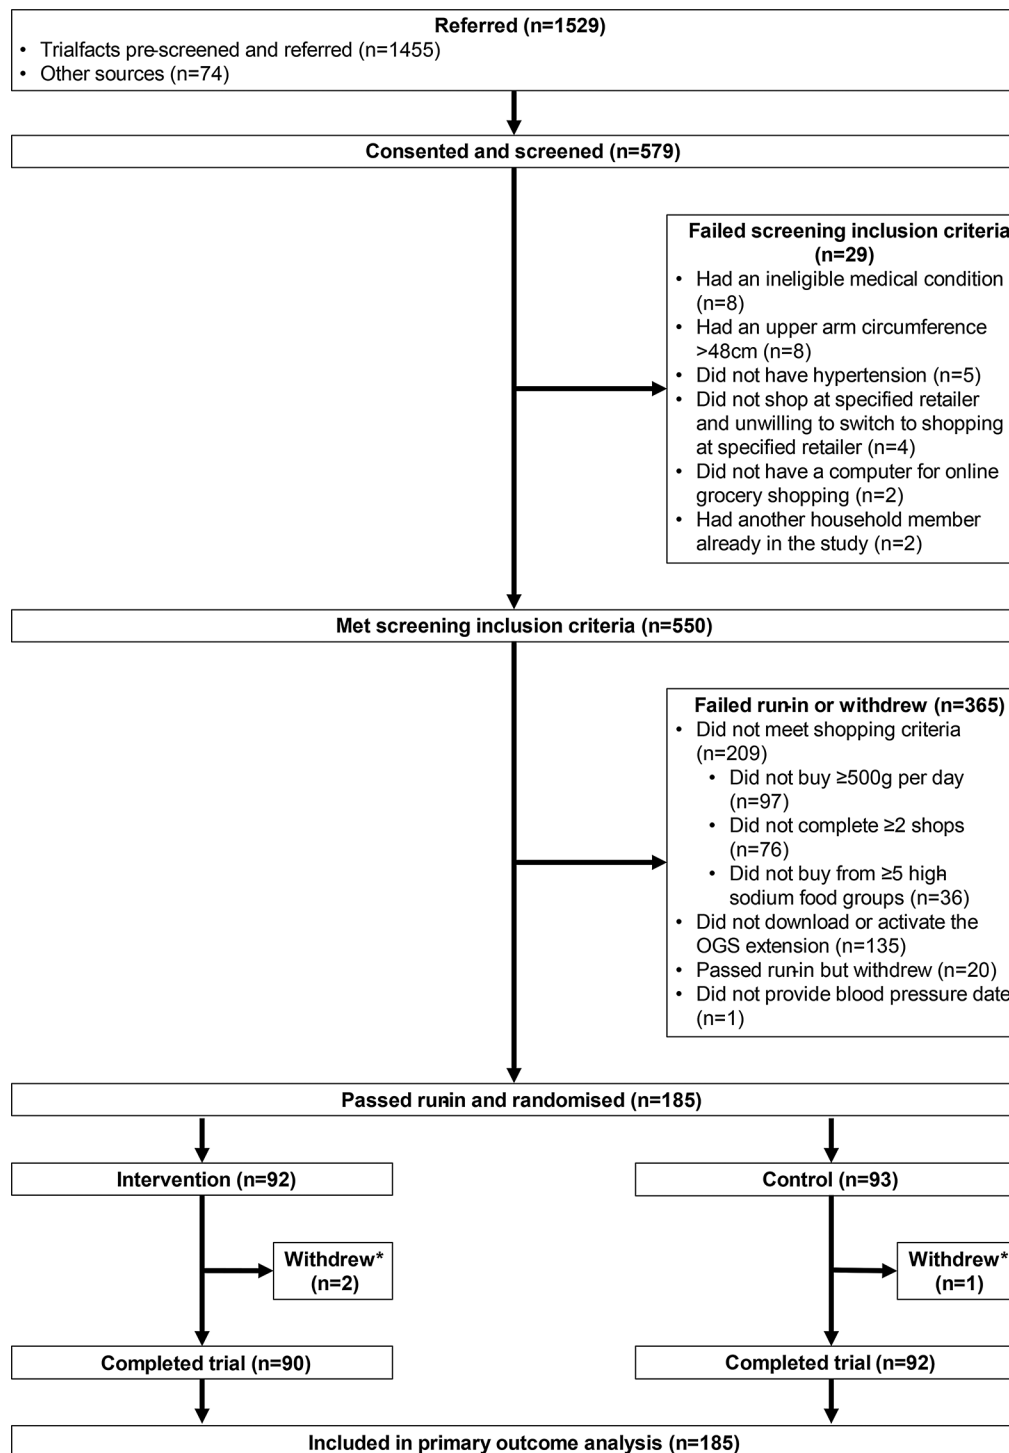 Referred (n=1529)
• Trialfacts pre-screened and referred (n=1455)
• Other sources (n=74)
Consented and screened (n=579)
Failed screening inclusion criteria
(n=29)
• Had an ineligible medical condition
(n=8)
• Had an upper arm circumference
>48cm (n=8)
• Did not have hypertension (n=5)
• Did not shop at specified retailer
and unwilling to switch to shopping
at specified retailer (n=4)
• Did not have a computer for online
grocery shopping (n=2)
• Had another household member
already in the study (n=2)
Met screening inclusion criteria (n=550)
Failed run-in or withdrew (n=365)
• Did not meet shopping criteria
(n=209)
• Did not buy ≥500g per day
(n=97)
• Did not complete ≥2 shops
(n=76)
• Did not buy from ≥5 high-
sodium food groups (n=36)
• Did not download or activate the
OGS extension (n=135)
• Passed run-in but withdrew (n=20)
• Did not provide blood pressure date
(n=1)
Passed run-in and randomised (n=185)
Intervention (n=92)
Control (n=93)
Withdrew*
(n=2)
Withdrew*
(n=1)
Completed trial (n=90)
Completed trial (n=92)
Included in primary outcome analysis (n=185)